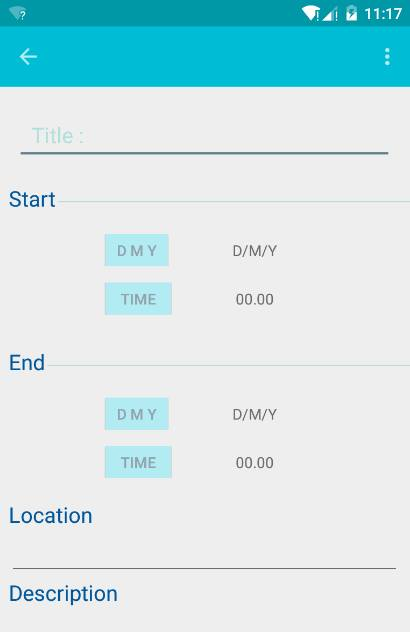 11:17
Title :
Start
D M Y D/M/Y
TIME 00.00
End
D M Y D/M/Y
TIME 00.00
Location
Description